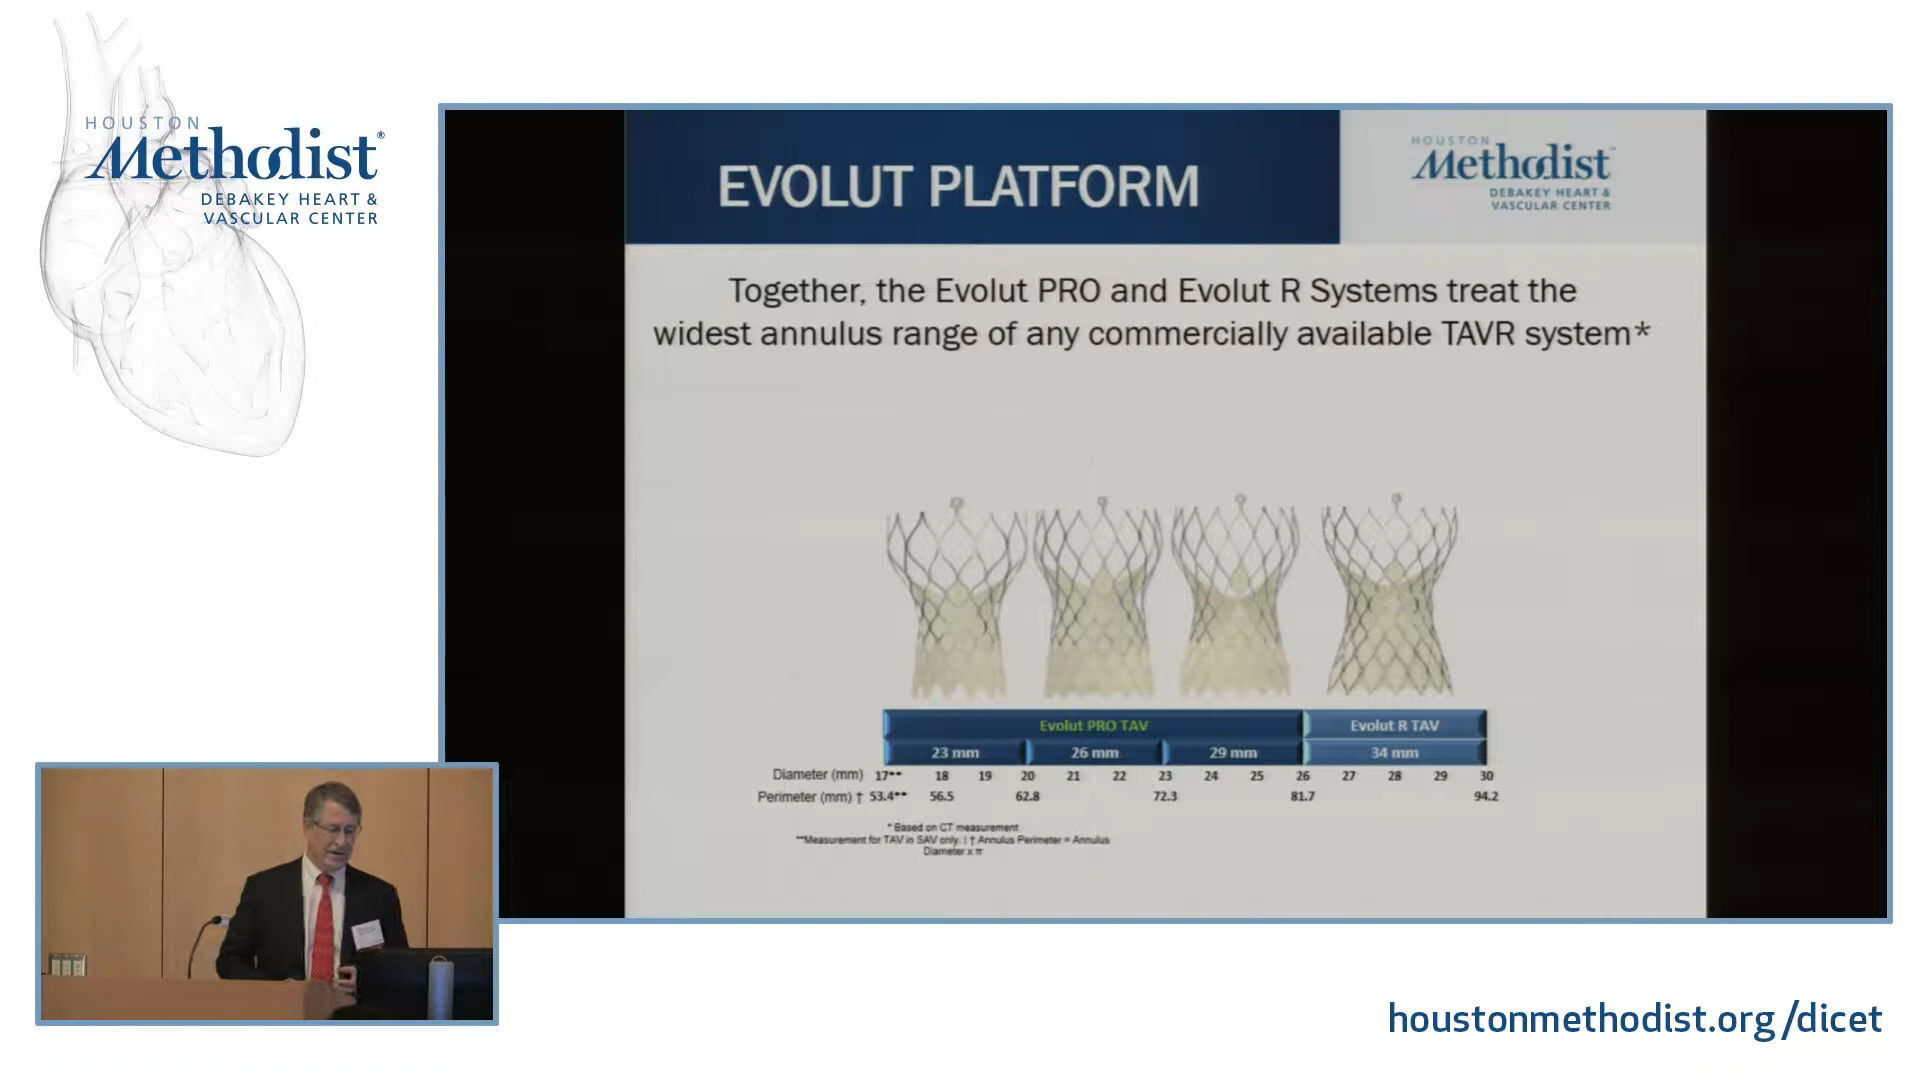 HOUSTON
Methodist®
DEBAKEY HEART &
VASCULAR CENTER
EVOLUT PLATFORM
HOUSTON
Methodist
DEBAKEY HEART &
VASCULAR CENTER
Together, the Evolut PRO and Evolut R Systems treat the
widest annulus range of any commercially available TAVR system*
Evolut PRO TAV Evolut R TAV
23 mm 26 mm 29 mm 34 mm
Diameter (mm) 17** 18 19 20 21 22 23 24 25 26 27 28 29 30
Perimeter (mm) † 53.4** 56.5 62.8 72.3 81.7 94.2
* Based on CT measurement
**Measurement for TAV in SAV only. | † Annulus Perimeter = Annulus
Diameter x π
houstonmethodist.org/dicet